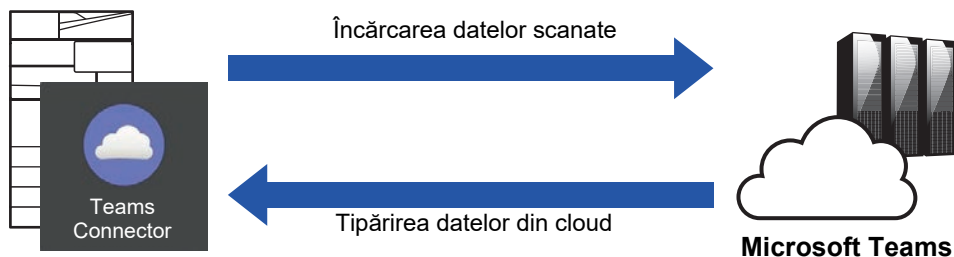 Încărcarea datelor scanate
Teams
Connector
Tipărirea datelor din cloud
Microsoft Teams